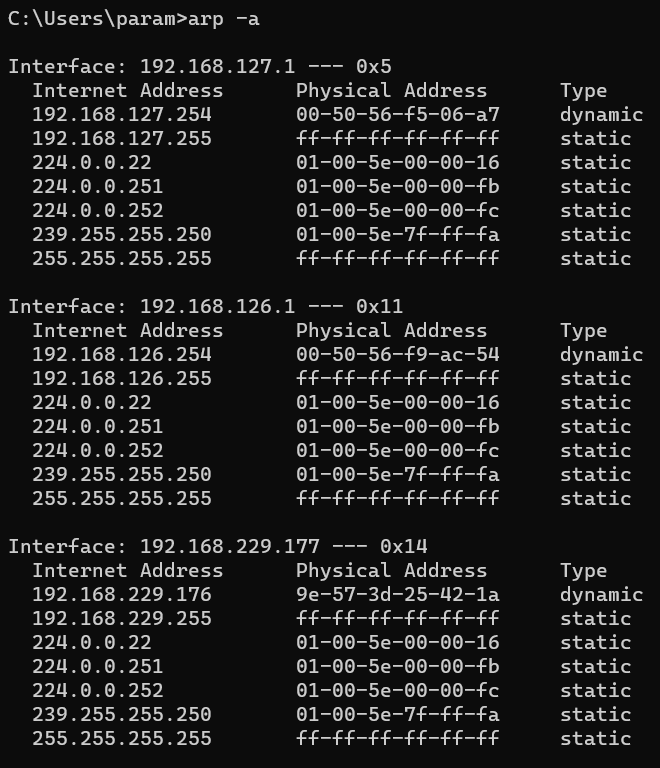 C:\Users\param>arp -a
Interface: 192.168.127.1 --- 0x5
Internet Address Physical Address Type
192.168.127.254 00-50-56-f5-06-a7 dynamic
192.168.127.255 ff-ff-ff-ff-ff-ff static
224.0.0.22 01-00-5e-00-00-16 static
224.0.0.251 01-00-5e-00-00-fb static
224.0.0.252 01-00-5e-00-00-fc static
239.255.255.250 01-00-5e-7f-ff-fa static
255.255.255.255 ff-ff-ff-ff-ff-ff static
Interface: 192.168.126.1 --- 0x11
Internet Address Physical Address Type
192.168.126.254 00-50-56-f9-ac-54 dynamic
192.168.126.255 ff-ff-ff-ff-ff-ff static
224.0.0.22 01-00-5e-00-00-16 static
224.0.0.251 01-00-5e-00-00-fb static
224.0.0.252 01-00-5e-00-00-fc static
239.255.255.250 01-00-5e-7f-ff-fa static
255.255.255.255 ff-ff-ff-ff-ff-ff static
Interface: 192.168.229.177 --- 0x14
Internet Address Physical Address Type
192.168.229.176 9e-57-3d-25-42-1a dynamic
192.168.229.255 ff-ff-ff-ff-ff-ff static
224.0.0.22 01-00-5e-00-00-16 static
224.0.0.251 01-00-5e-00-00-fb static
224.0.0.252 01-00-5e-00-00-fc static
239.255.255.250 01-00-5e-7f-ff-fa static
255.255.255.255 ff-ff-ff-ff-ff-ff static